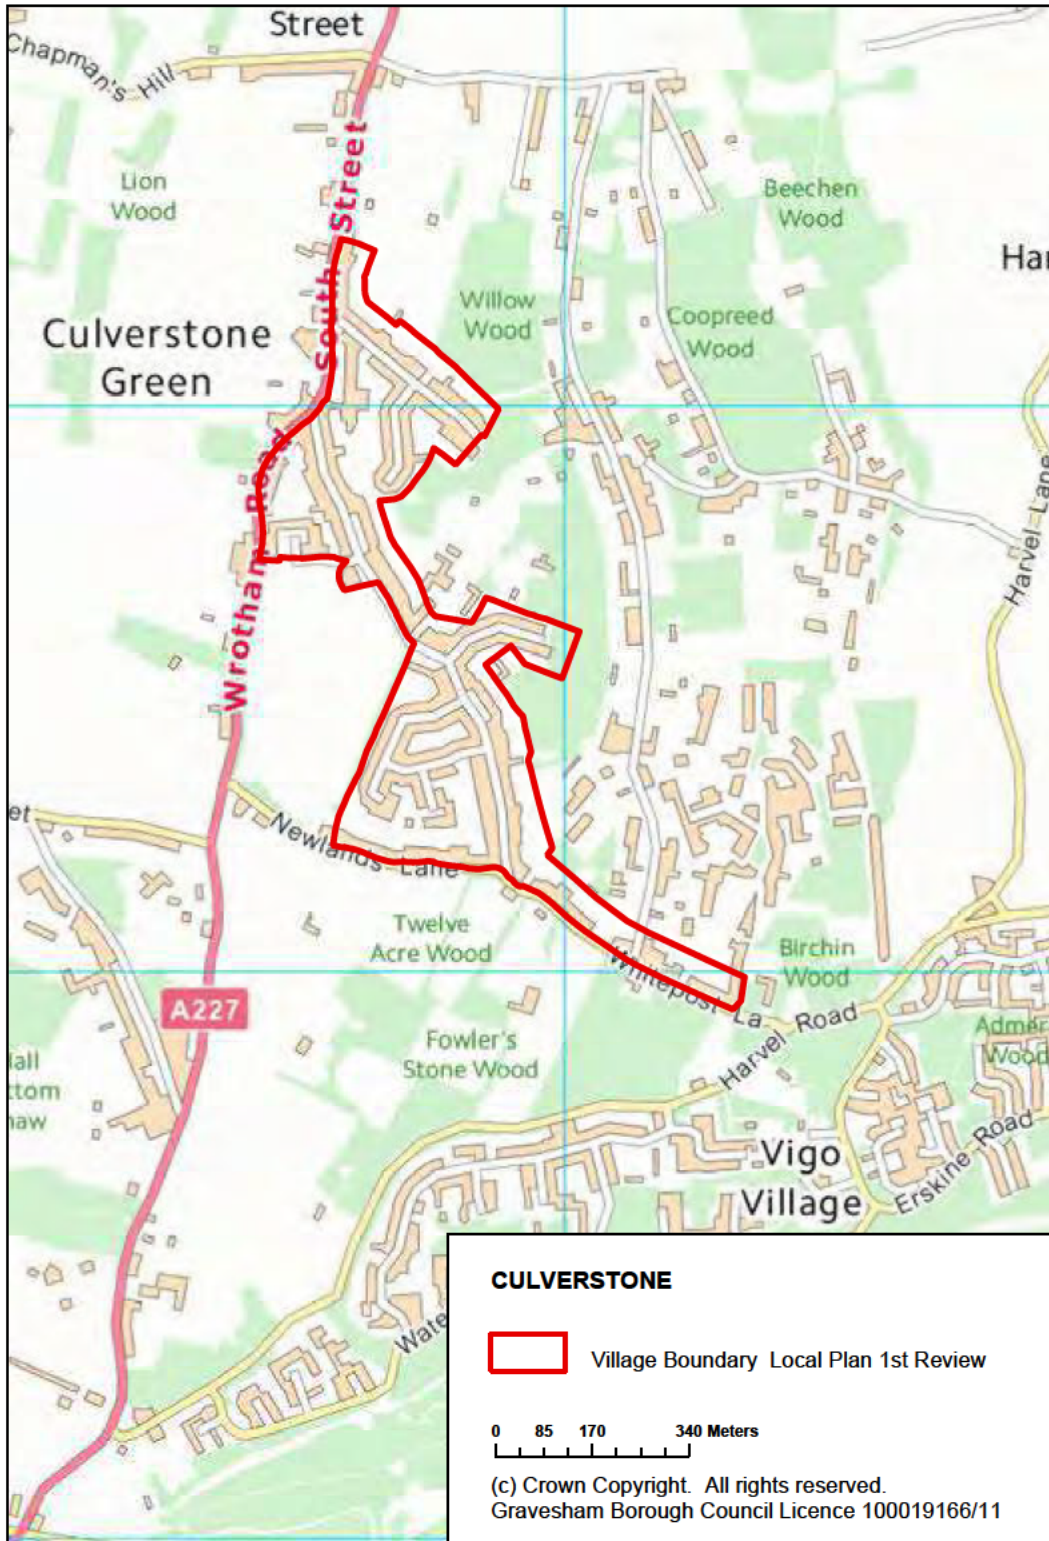 Street
Chapman's Hill
Lion
Wood
South Street
Beechen
Wood
Willow
Wood
Coopreed
Wood
Culverstone
Green
Wrotham Road
Harvel Lane
Newlands Lane
Twelve
Acre Wood
Birchin
Wood
Whitepost La
A227
Harvel Road
Fowler's
Stone Wood
Wood
Vigo
Village
Erskine Road
CULVERSTONE
Village Boundary Local Plan 1st Review
0 85 170 340 Meters
(c) Crown Copyright. All rights reserved.
Gravesham Borough Council Licence 100019166/11